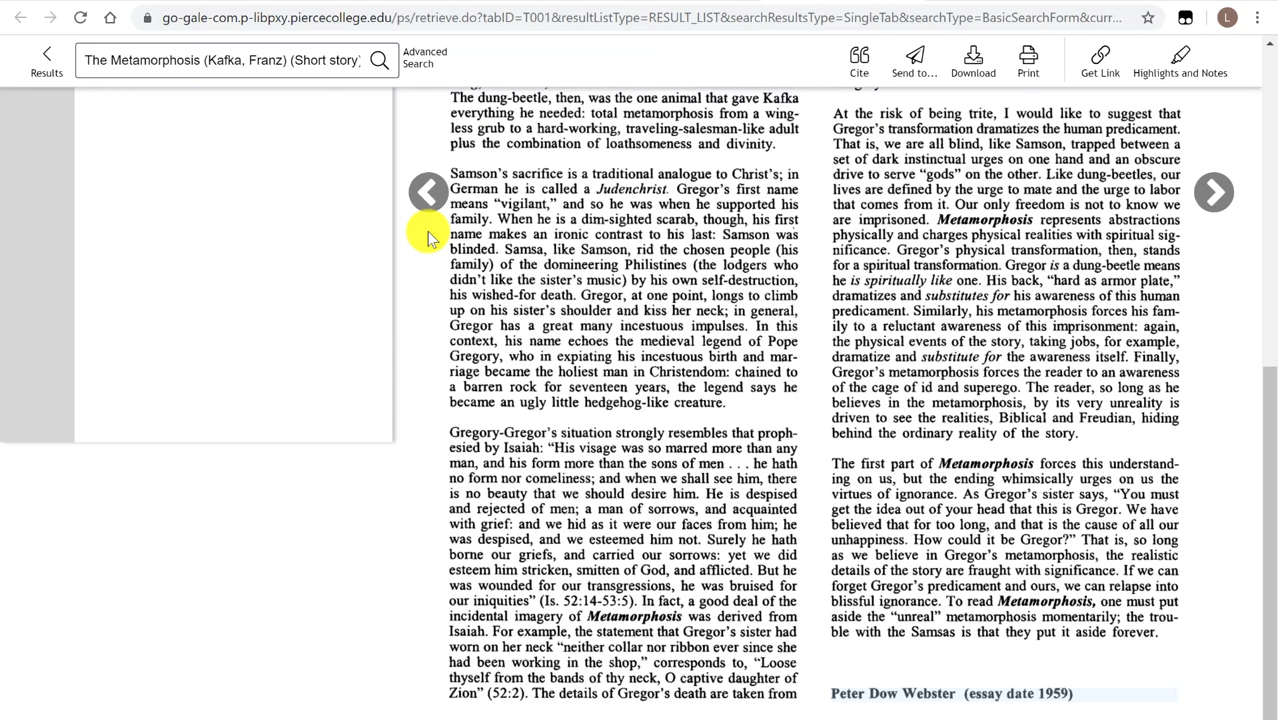 go-gale-com.p-libpxy.piercecollege.edu/ps/retrieve.do?tabID=T001&resultListType=RESULT_LIST&searchResultsType=SingleTab&searchType=BasicSearchForm&curr...
L
Results
The Metamorphosis (Kafka, Franz) (Short story)
Advanced
Search
Cite
Send to...
Download
Print
Get Link
Highlights and Notes
The dung-beetle, then, was the one animal that gave Kafka
everything he needed: total metamorphosis from a wing-
less grub to a hard-working, traveling-salesman-like adult
plus the combination of loathsomeness and divinity.
Samson's sacrifice is a traditional analogue to Christ's; in
German he is called a Judenchrist. Gregor's first name
means "vigilant," and so he was when he supported his
family. When he is a dim-sighted scarab, though, his first
name makes an ironic contrast to his last: Samson was
blinded. Samsa, like Samson, rid the chosen people (his
family) of the domineering Philistines (the lodgers who
didn't like the sister's music) by his own self-destruction,
his wished-for death. Gregor, at one point, longs to climb
up on his sister's shoulder and kiss her neck; in general,
Gregor has a great many incestuous impulses. In this
context, his name echoes the medieval legend of Pope
Gregory, who in expiating his incestuous birth and mar-
riage became the holiest man in Christendom: chained to
a barren rock for seventeen years, the legend says he
became an ugly little hedgehog-like creature.
Gregory-Gregor's situation strongly resembles that proph-
esied by Isaiah: "His visage was so marred more than any
man, and his form more than the sons of men . . . he hath
no form nor comeliness; and when we shall see him, there
is no beauty that we should desire him. He is despised
and rejected of men; a man of sorrows, and acquainted
with grief: and we hid as it were our faces from him; he
was despised, and we esteemed him not. Surely he hath
borne our griefs, and carried our sorrows: yet we did
esteem him stricken, smitten of God, and afflicted. But he
was wounded for our transgressions, he was bruised for
our iniquities" (Is. 52:14-53:5). In fact, a good deal of the
incidental imagery of Metamorphosis was derived from
Isaiah. For example, the statement that Gregor's sister had
worn on her neck "neither collar nor ribbon ever since she
had been working in the shop," corresponds to, "Loose
thyself from the bands of thy neck, O captive daughter of
Zion" (52:2). The details of Gregor's death are taken from
At the risk of being trite, I would like to suggest that
Gregor's transformation dramatizes the human predicament.
That is, we are all blind, like Samson, trapped between a
set of dark instinctual urges on one hand and an obscure
drive to serve "gods" on the other. Like dung-beetles, our
lives are defined by the urge to mate and the urge to labor
that comes from it. Our only freedom is not to know we
are imprisoned. Metamorphosis represents abstractions
physically and charges physical realities with spiritual sig-
nificance. Gregor's physical transformation, then, stands
for a spiritual transformation. Gregor is a dung-beetle means
he is spiritually like one. His back, "hard as armor plate,"
dramatizes and substitutes for his awareness of this human
predicament. Similarly, his metamorphosis forces his fam-
ily to a reluctant awareness of this imprisonment: again,
the physical events of the story, taking jobs, for example,
dramatize and substitute for the awareness itself. Finally,
Gregor's metamorphosis forces the reader to an awareness
of the cage of id and superego. The reader, so long as he
believes in the metamorphosis, by its very unreality is
driven to see the realities, Biblical and Freudian, hiding
behind the ordinary reality of the story.
The first part of Metamorphosis forces this understand-
ing on us, but the ending whimsically urges on us the
virtues of ignorance. As Gregor's sister says, "You must
get the idea out of your head that this is Gregor. We have
believed that for too long, and that is the cause of all our
unhappiness. How could it be Gregor?" That is, so long
as we believe in Gregor's metamorphosis, the realistic
details of the story are fraught with significance. If we can
forget Gregor's predicament and ours, we can relapse into
blissful ignorance. To read Metamorphosis, one must put
aside the "unreal" metamorphosis momentarily; the trou-
ble with the Samsas is that they put it aside forever.
Peter Dow Webster (essay date 1959)